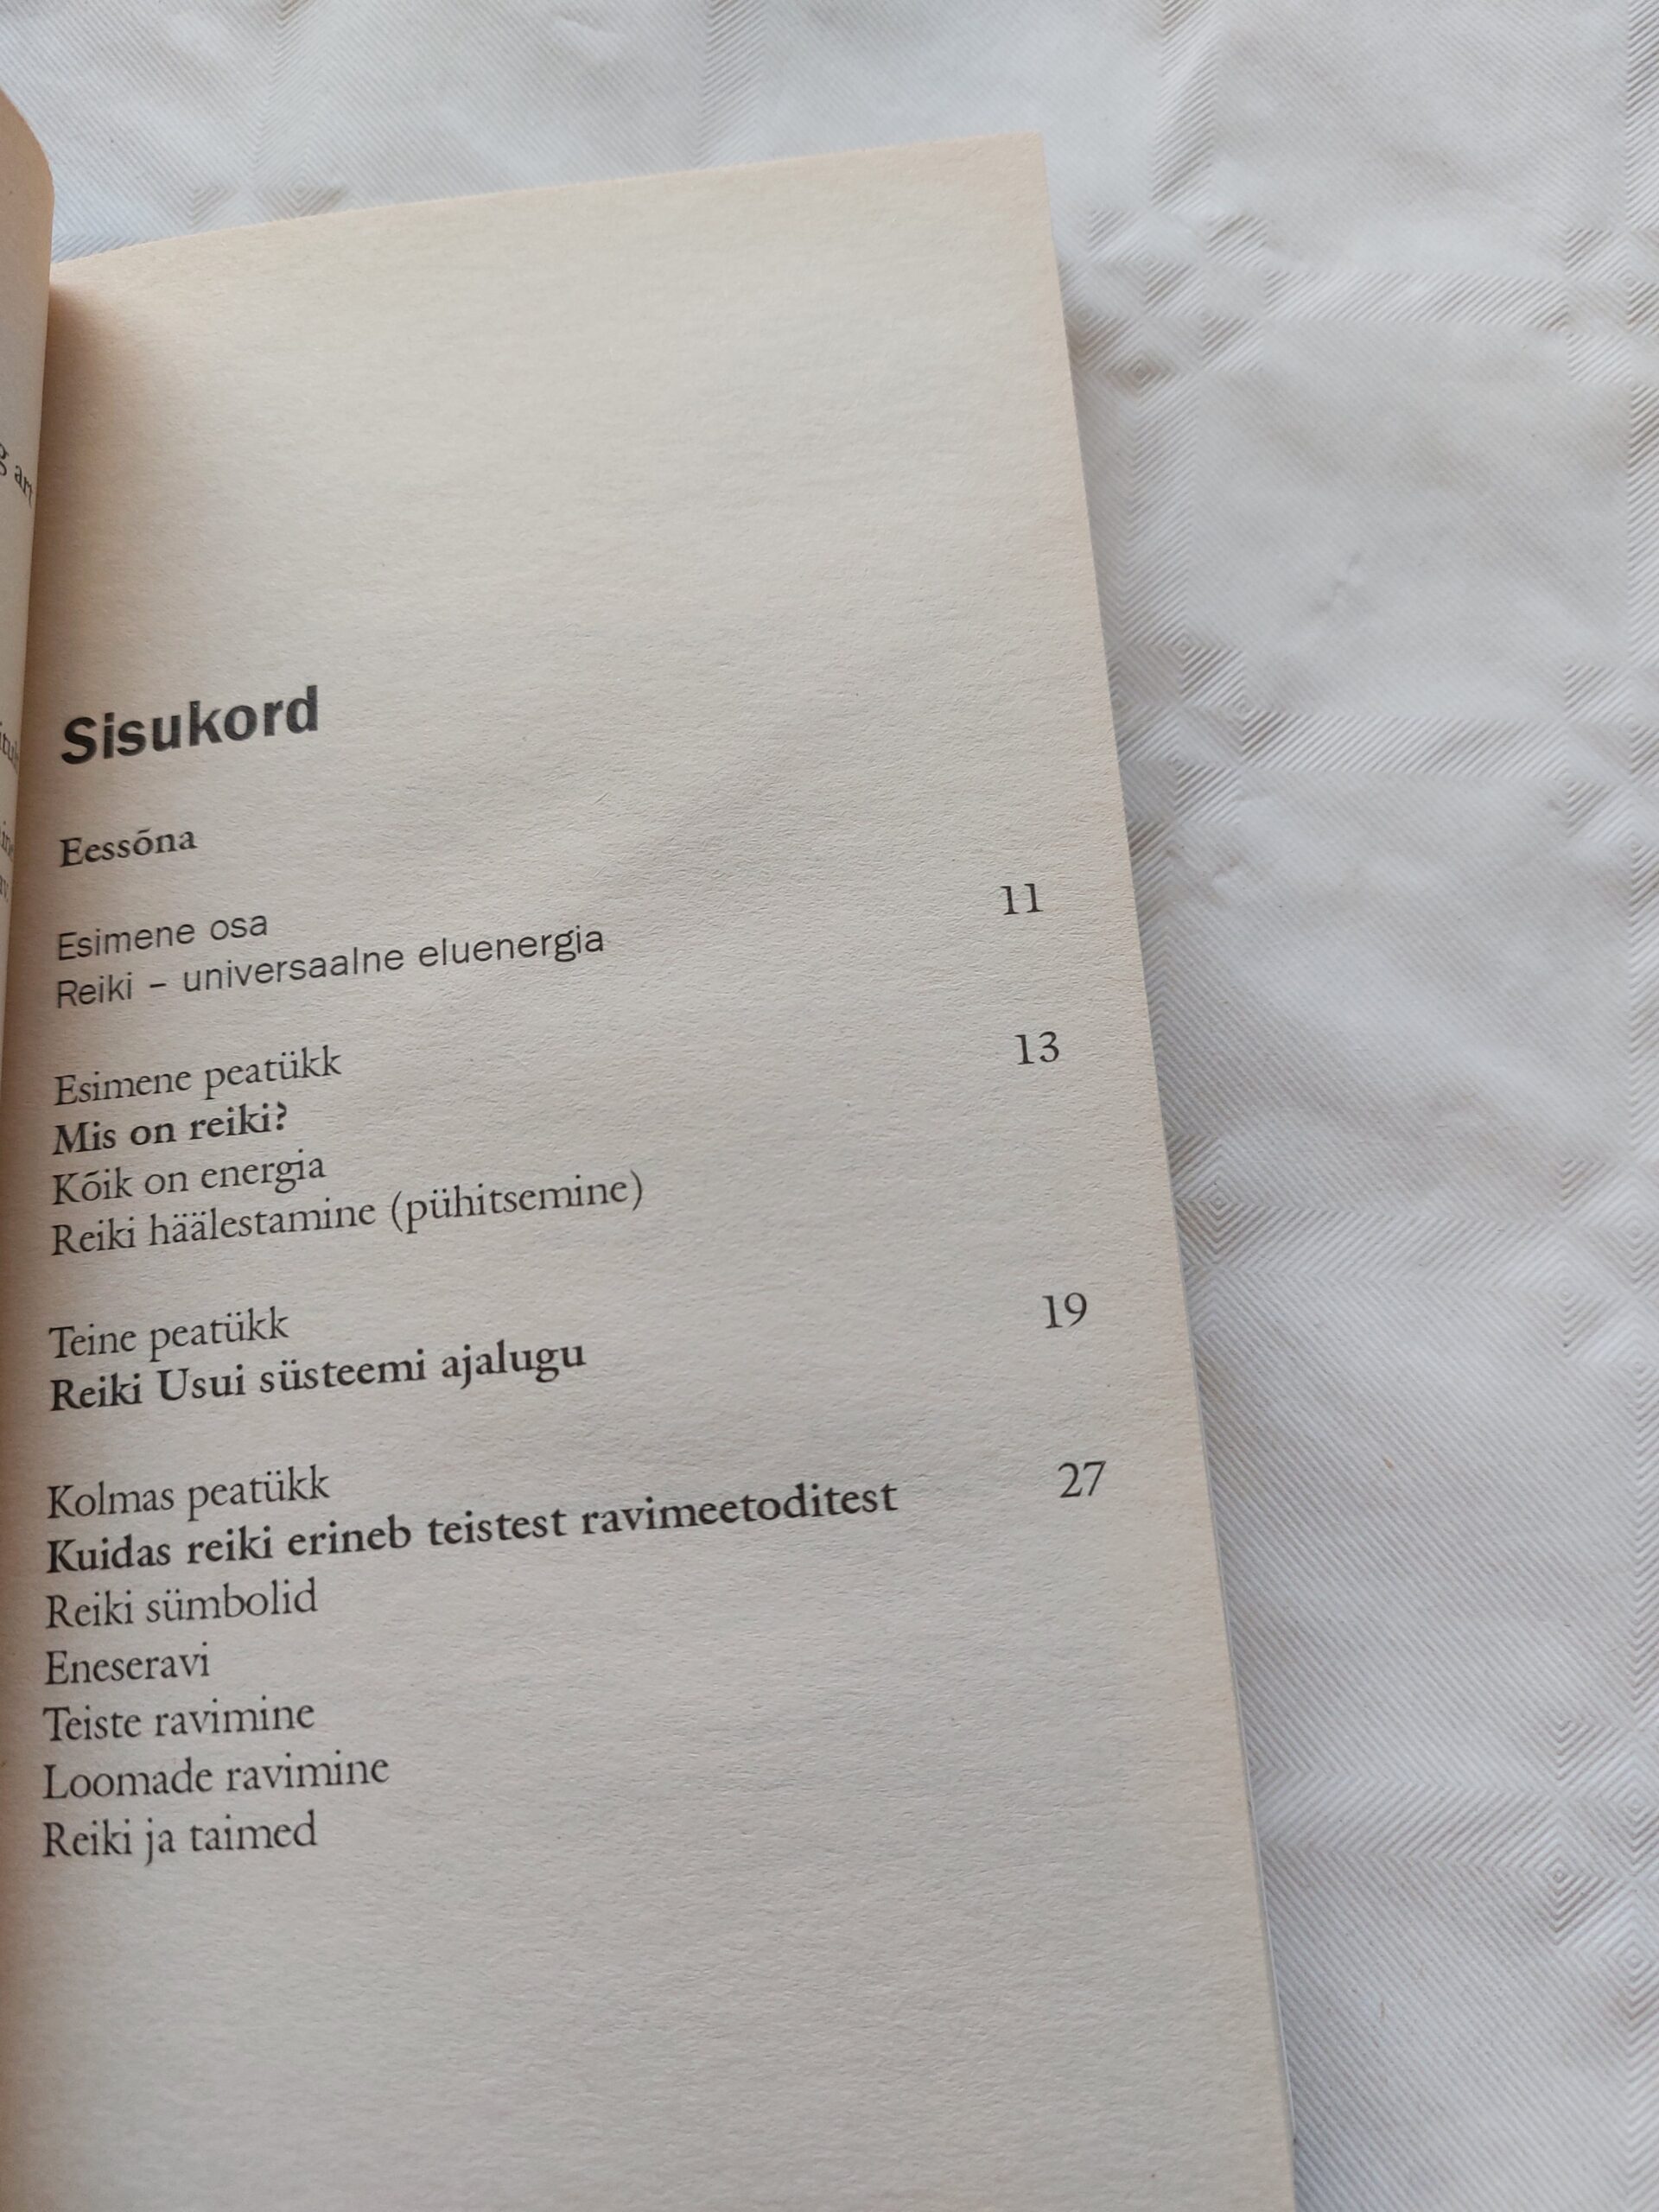 Sisukord
Eessõna
Esimene osa
Reiki – universaalne eluenergia 11
Esimene peatükk
Mis on reiki? 13
Kõik on energia
Reiki häälestamine (pühitsemine)
Teine peatükk
Reiki Usui süsteemi ajalugu 19
Kolmas peatükk
Kuidas reiki erineb teistest ravimeetoditest 27
Reiki sümbolid
Eneseravi
Teiste ravimine
Loomade ravimine
Reiki ja taimed